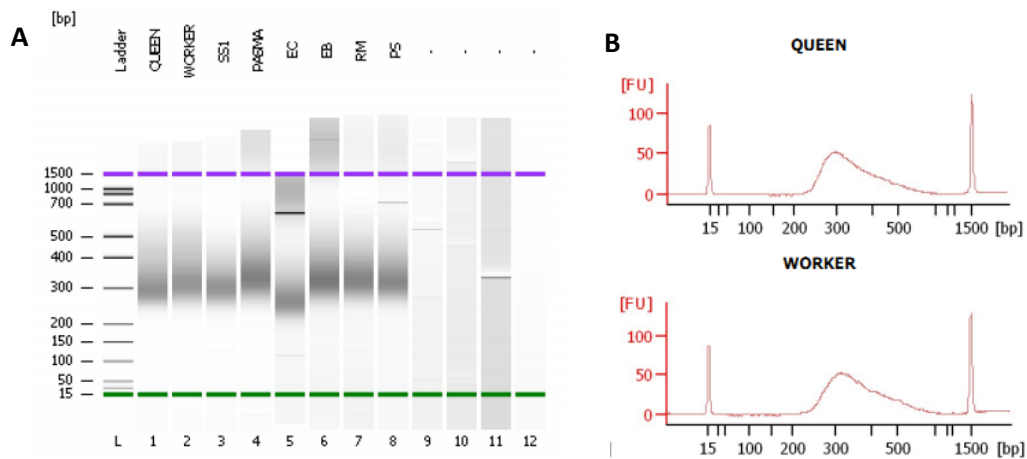 A
[bp]
Ladder QUEEN WORKER SS1 PASMA EC EB RM PS - - - -
1500
1000
700
500
400
300
200
150
100
50
15
L 1 2 3 4 5 6 7 8 9 10 11 12
B
QUEEN
[FU]
100
50
0
15 100 200 300 500 1500 [bp]
WORKER
[FU]
100
50
0
15 100 200 300 500 1500 [bp]